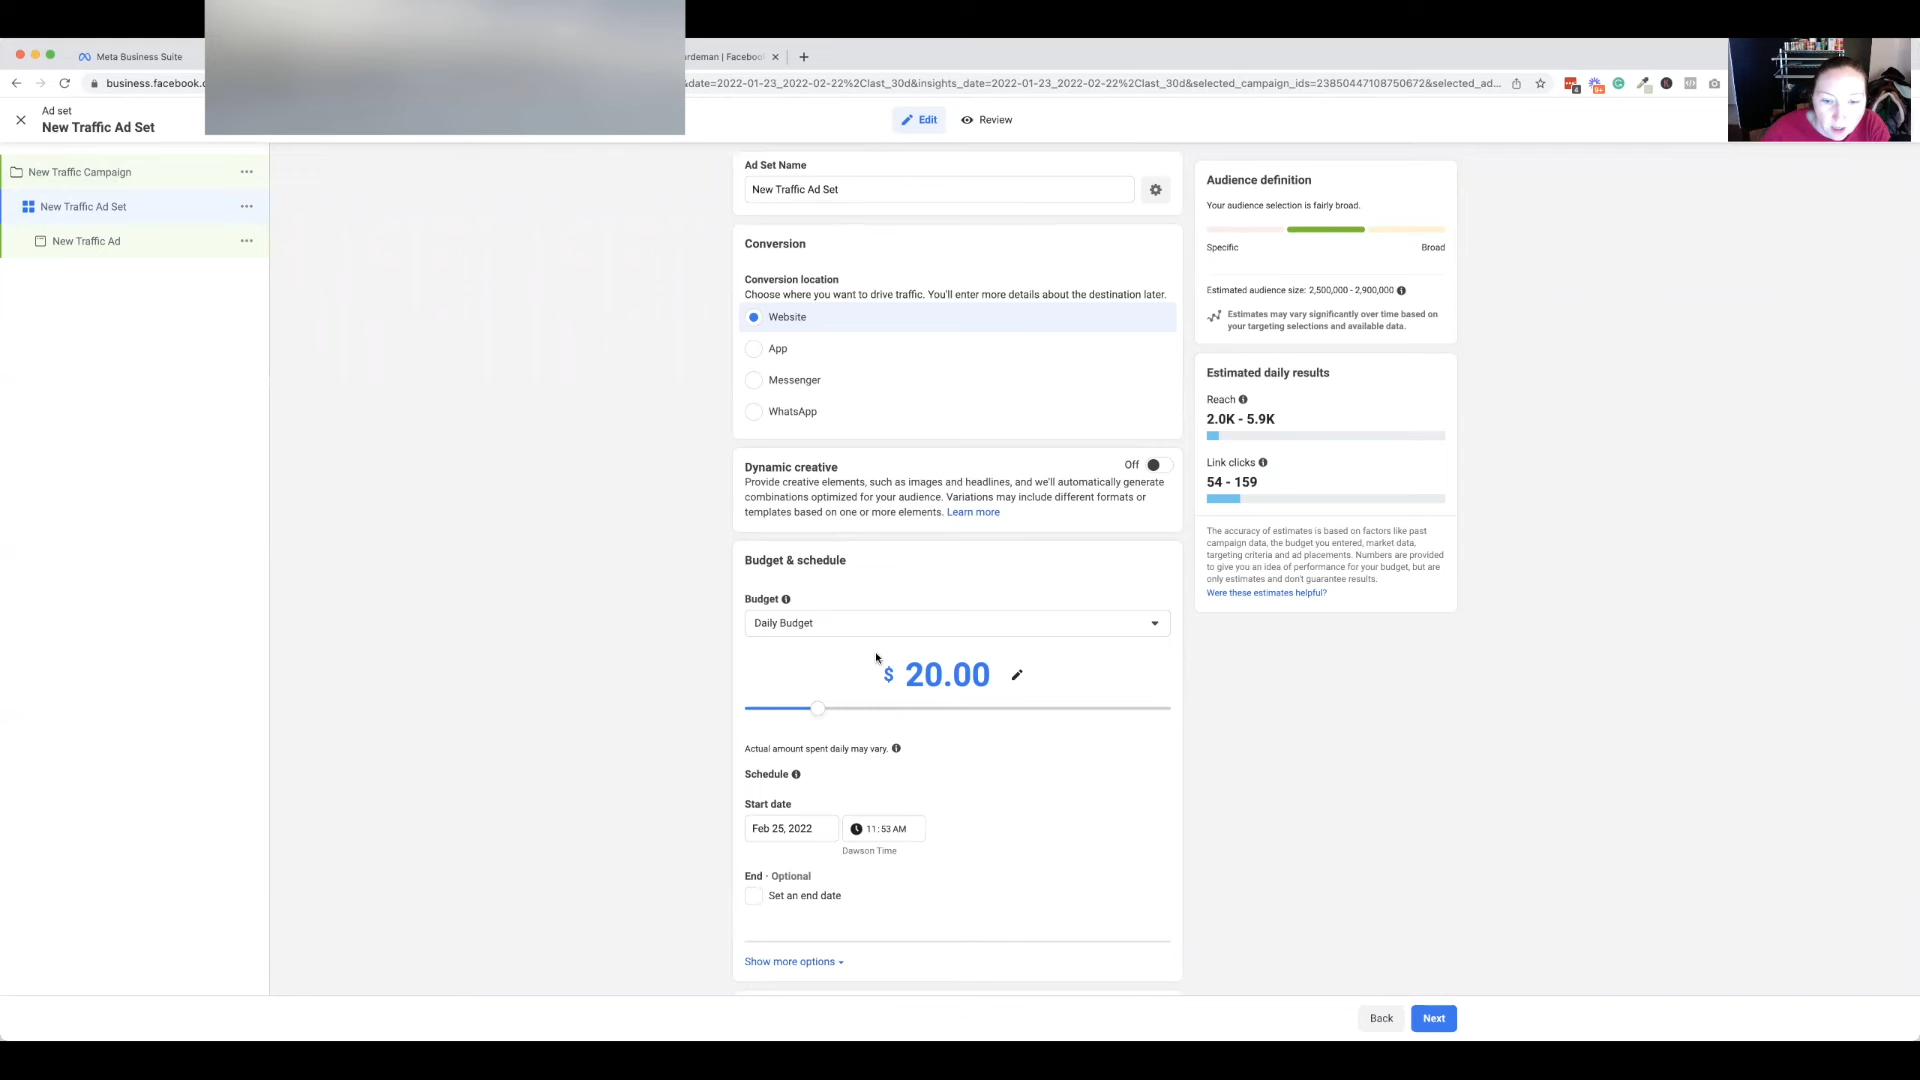 Meta Business Suite
rdeman | Faceboo
business.facebook.c
&date=2022-01-23_2022-02-22%2Clast_30d&insights_date=2022-01-23_2022-02-22%2Clast_30d&selected_campaign_ids=23850447108750672&selected_ad...
4
9+
Ad set
New Traffic Ad Set
Edit
Review
New Traffic Campaign
New Traffic Ad Set
New Traffic Ad
Ad Set Name
New Traffic Ad Set
Conversion
Conversion location
Choose where you want to drive traffic. You'll enter more details about the destination later.
Website
App
Messenger
WhatsApp
Dynamic creative
Off
Provide creative elements, such as images and headlines, and we'll automatically generate
combinations optimized for your audience. Variations may include different formats or
templates based on one or more elements. Learn more
Budget & schedule
Budget
Daily Budget
$ 20.00
Actual amount spent daily may vary.
Schedule
Start date
Feb 25, 2022
11:53 AM
Dawson Time
End · Optional
Set an end date
Show more options
Audience definition
Your audience selection is fairly broad.
Specific
Broad
Estimated audience size: 2,500,000 - 2,900,000
Estimates may vary significantly over time based on
your targeting selections and available data.
Estimated daily results
Reach
2.0K - 5.9K
Link clicks
54 - 159
The accuracy of estimates is based on factors like past
campaign data, the budget you entered, market data,
targeting criteria and ad placements. Numbers are provided
to give you an idea of performance for your budget, but are
only estimates and don't guarantee results.
Were these estimates helpful?
Back
Next